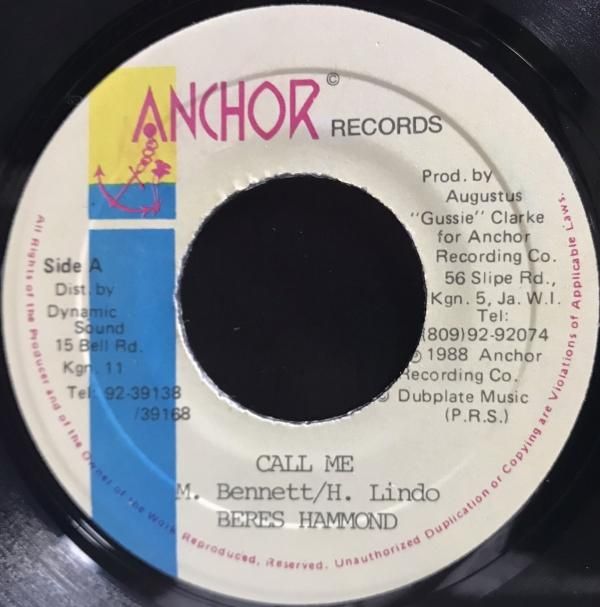 ANCHOR © RECORDS
Prod. by
Augustus
"Gussie" Clarke
for Anchor
Recording Co.
56 Slipe Rd.,
Kgn. 5, Ja. W.I.
Tel:
(809)92-92074
℗ 1988 Anchor
Recording Co.
© Dubplate Music
(P.R.S.)
Side A
Dist. by
Dynamic
Sound
15 Bell Rd.
Kgn. 11
Tel: 92-39138
/39168
CALL ME
M. Bennett/H. Lindo
BERES HAMMOND
All Rights of the Producer and of the Owner of the Work Reproduced, Reserved. Unauthorized Duplication or Copying are Violations of Applicable Laws.